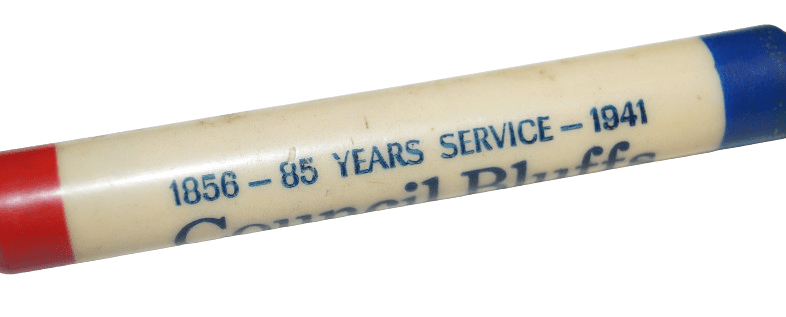 1856 – 85 YEARS SERVICE – 1941
Council Bluffs